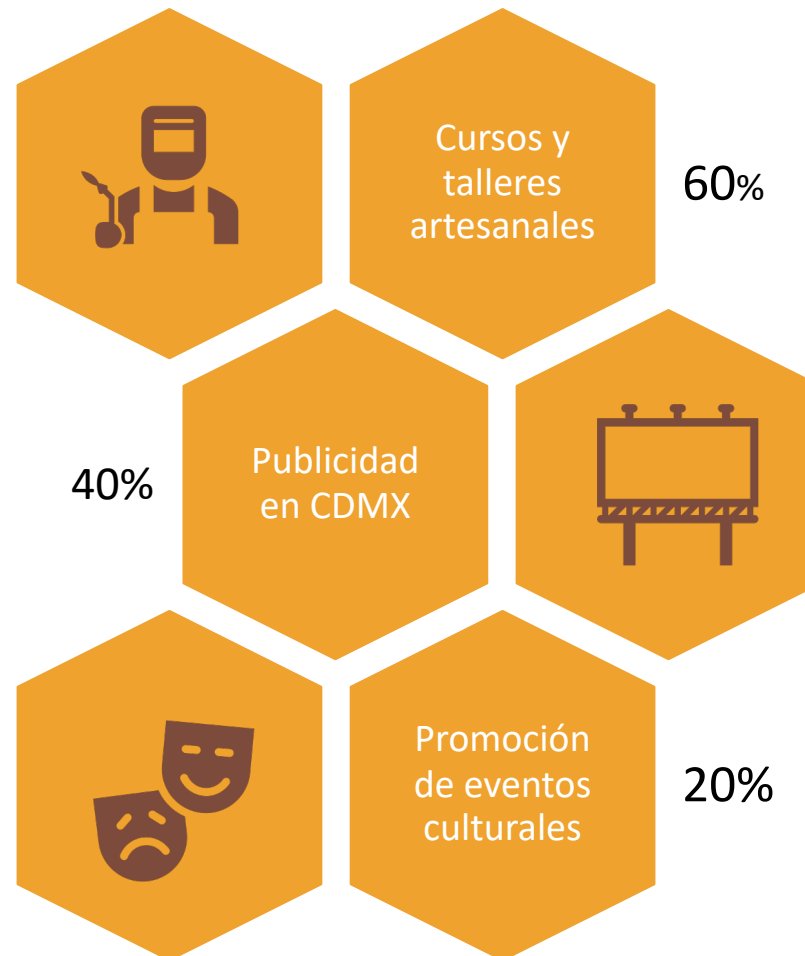 Cursos y
talleres
artesanales
60%
40%
Publicidad
en CDMX
Promoción
de eventos
culturales
20%